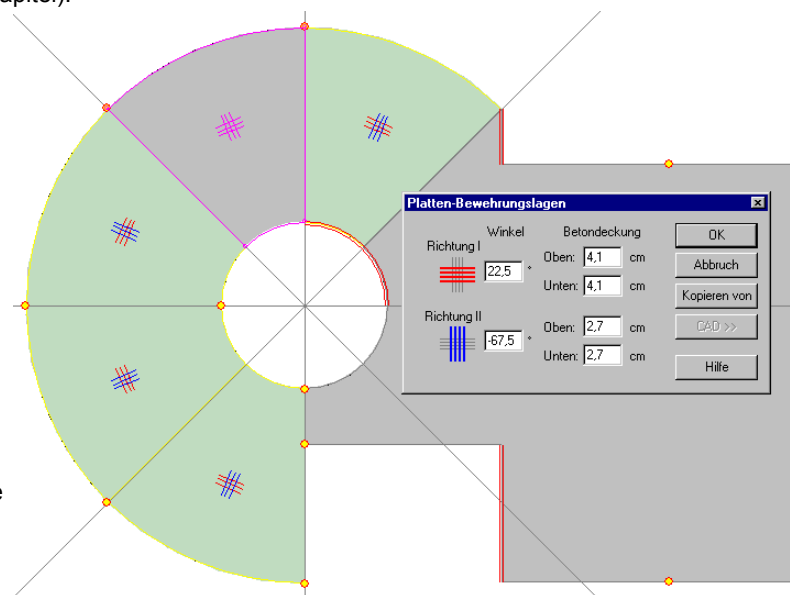 apitel).
Platten-Bewehrungslagen
Winkel Betondeckung
Richtung I
22,5 °
Oben: 4,1 cm
Unten: 4,1 cm
Richtung II
-67,5 °
Oben: 2,7 cm
Unten: 2,7 cm
OK
Abbruch
Kopieren von
CAD >>
Hilfe
e